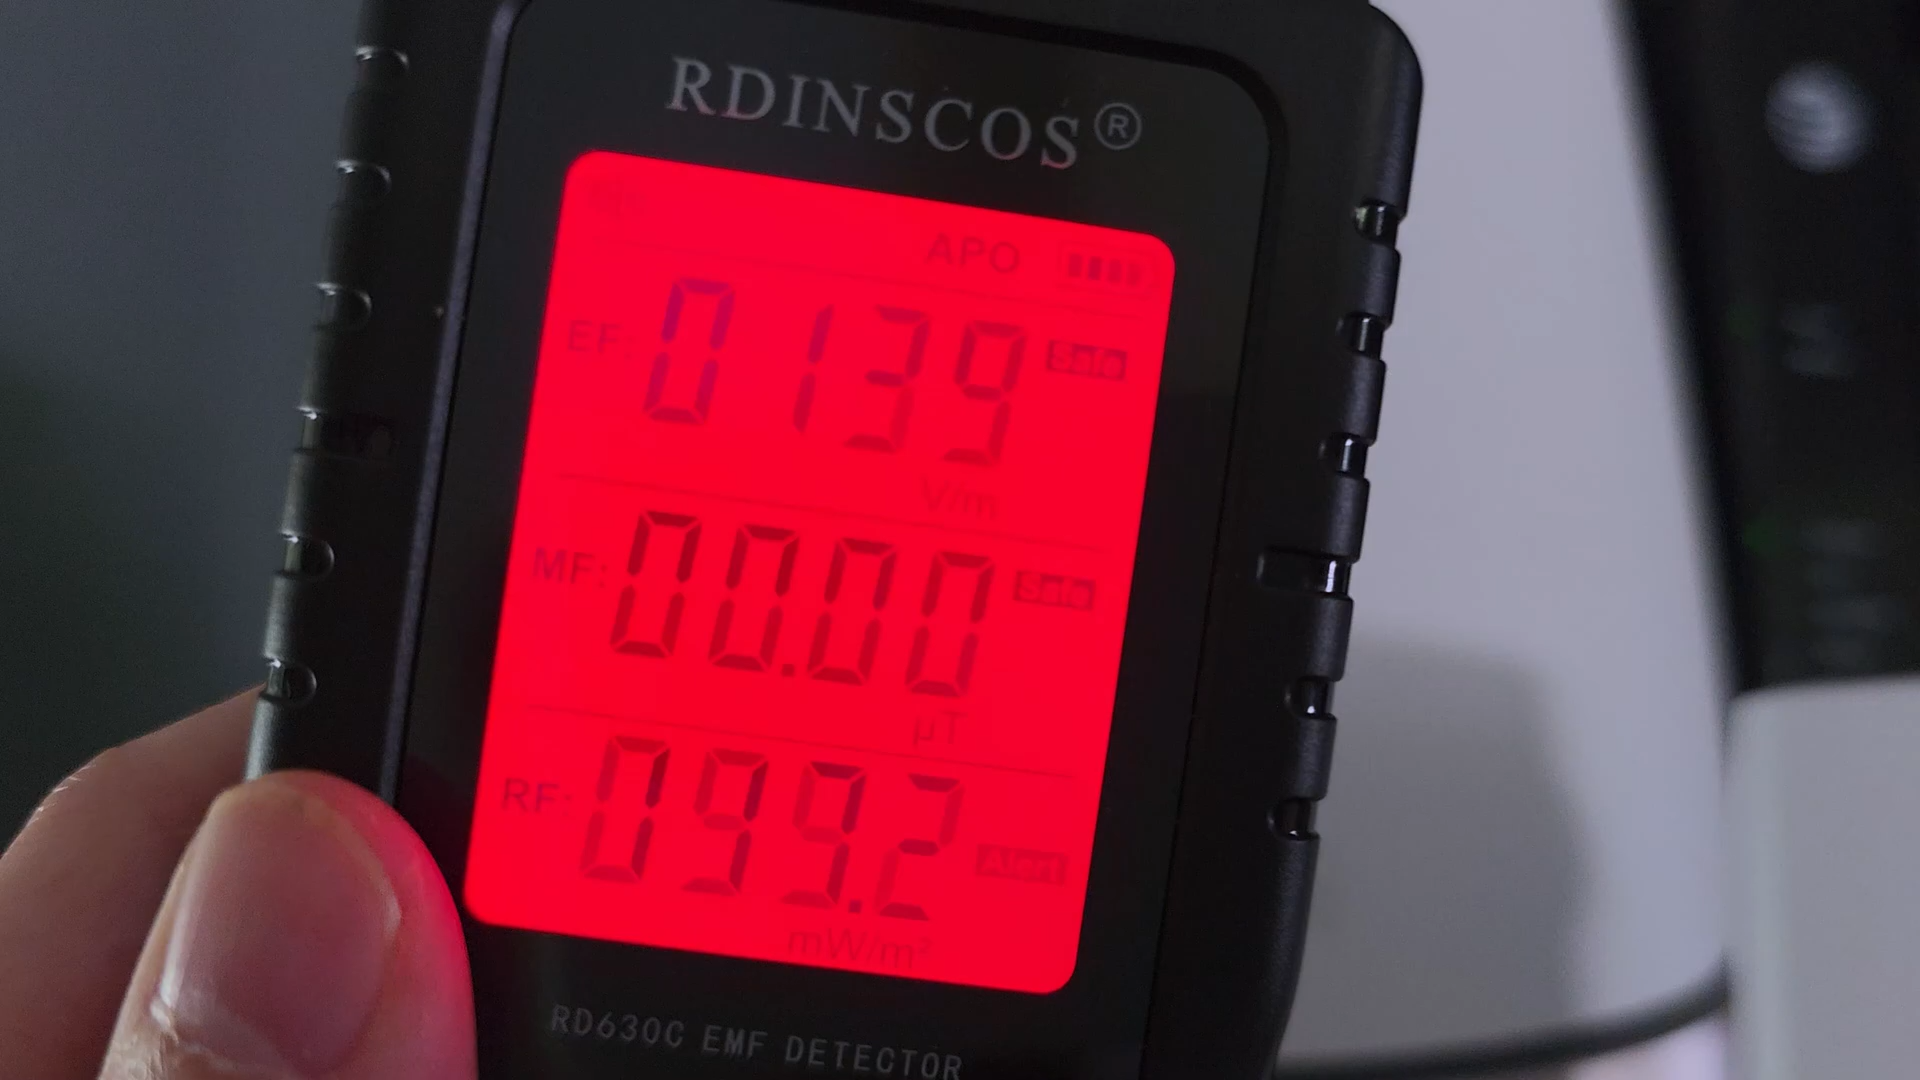 RDINSCOS®
APO
EF: 0139 Safe
V/m
MF: 00.00 Safe
µT
RF: 099.2 Alert
mW/m²
RD630C EMF DETECTOR